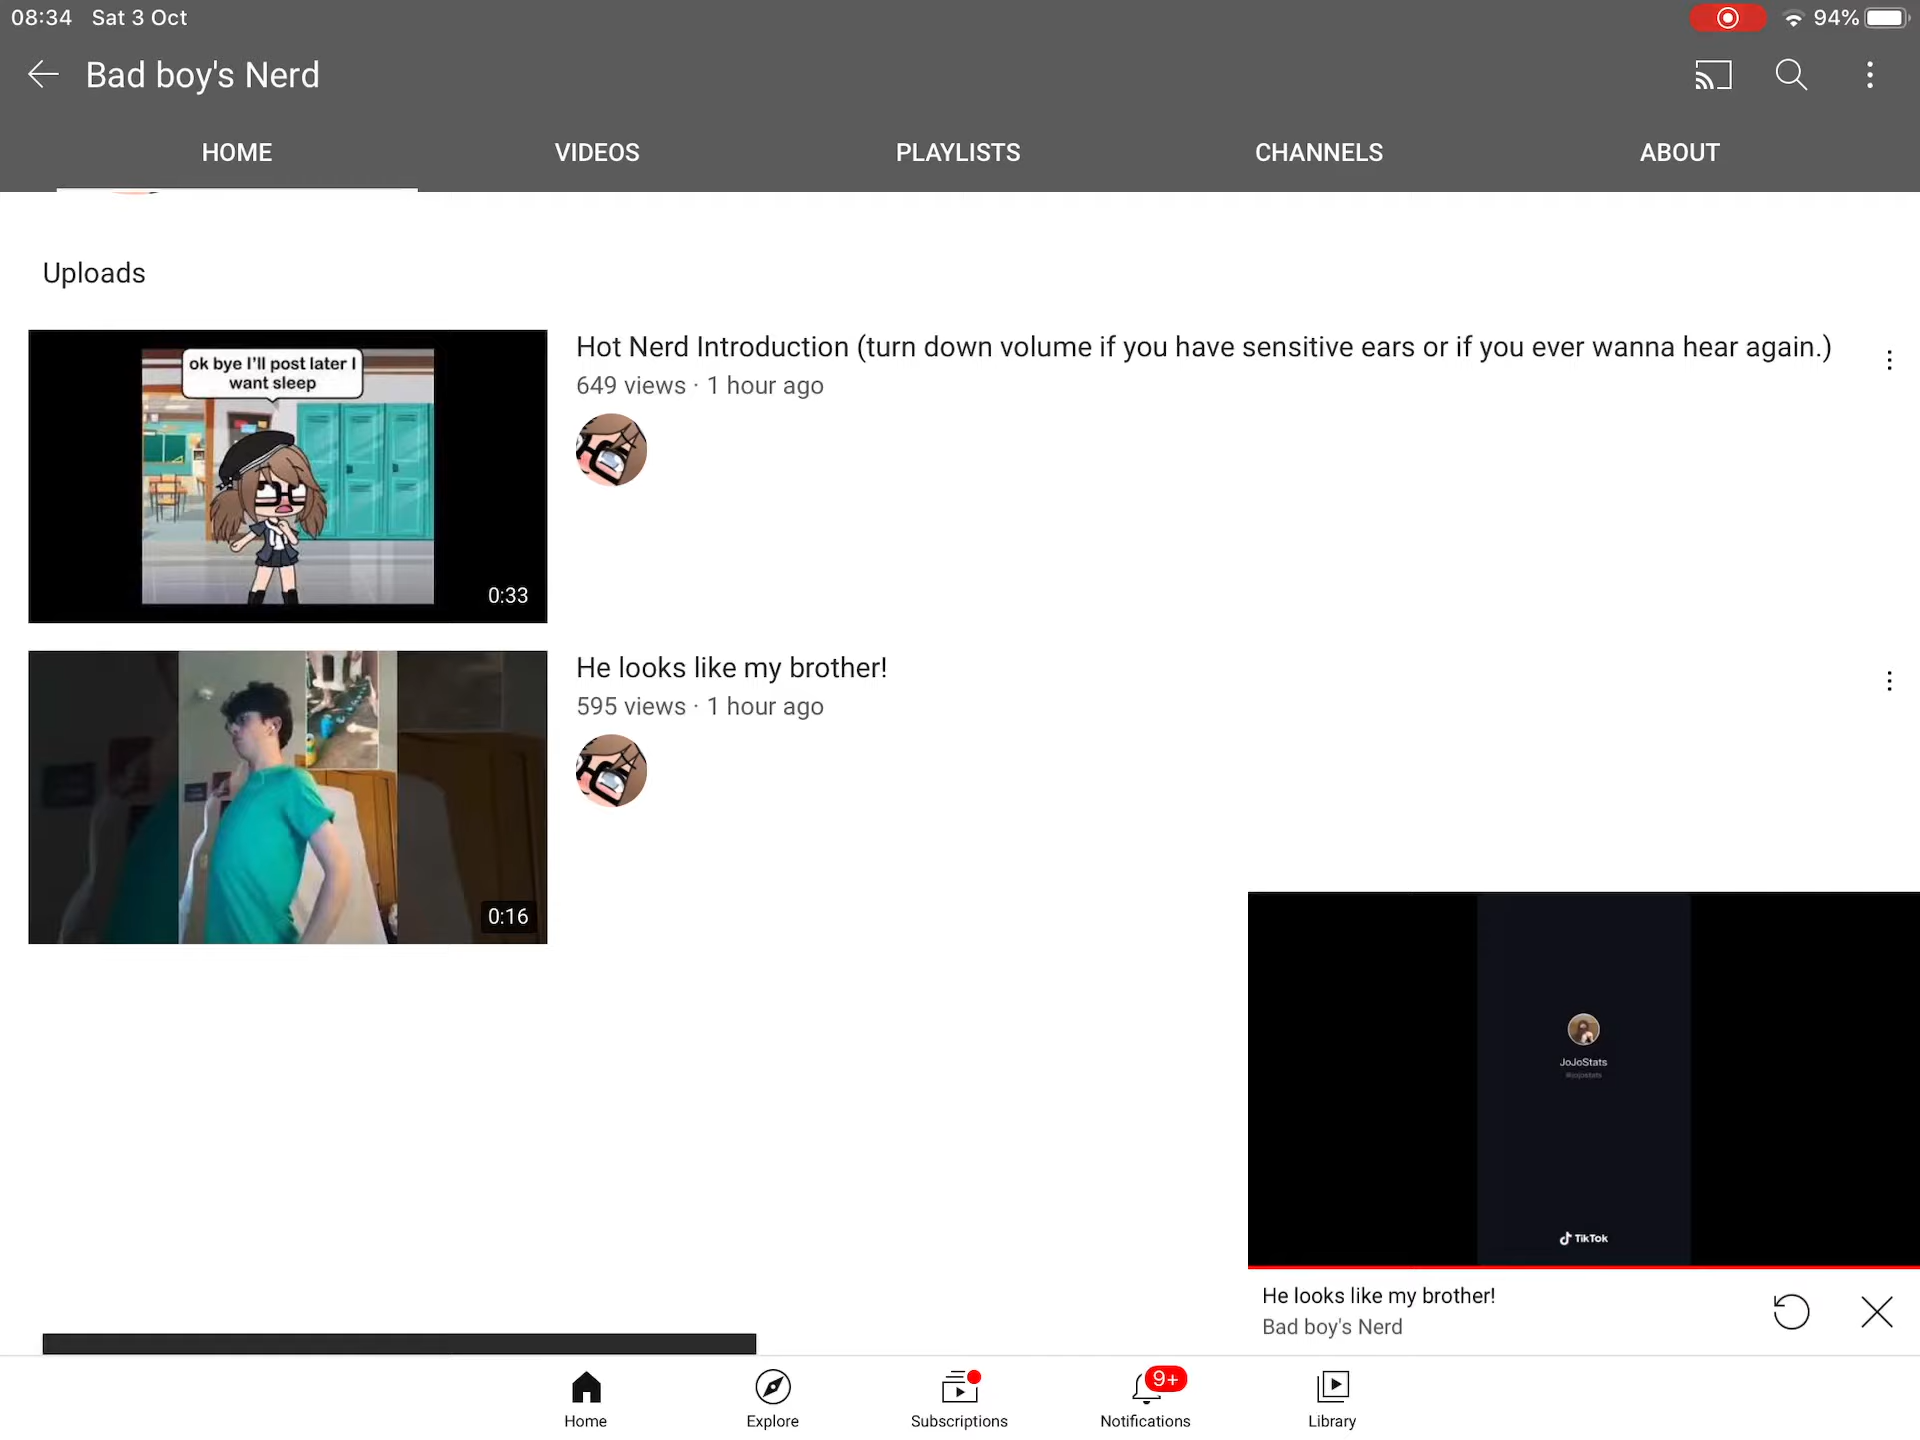 08:34 Sat 3 Oct
94%
Bad boy's Nerd
HOME VIDEOS PLAYLISTS CHANNELS ABOUT
Uploads
ok bye I'll post later I
want sleep
0:33
Hot Nerd Introduction (turn down volume if you have sensitive ears or if you ever wanna hear again.)
649 views · 1 hour ago
0:16
He looks like my brother!
595 views · 1 hour ago
JoJoStats
@jojostats
TikTok
He looks like my brother!
Bad boy's Nerd
9+
Home Explore Subscriptions Notifications Library